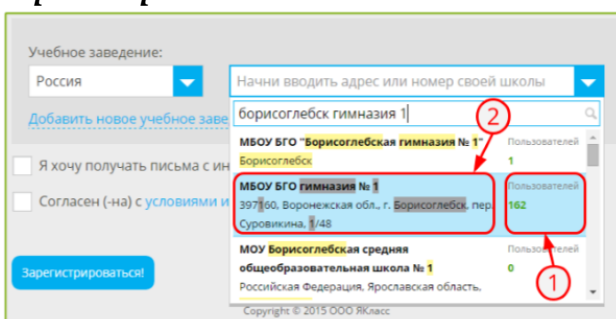 Учебное заведение:
Россия
Начни вводить адрес или номер своей школы
Добавить новое учебное заве
борисоглебск гимназия 1
2
МБОУ БГО "Борисоглебская гимназия № 1" Пользователей
Борисоглебск 1
Я хочу получать письма с ин
МБОУ БГО гимназия № 1 Пользователей
397160, Воронежская обл., г. Борисоглебск, пер. 162
Суровикина, 1/48
Согласен (-на) с условиями и
МОУ Борисоглебская средняя Пользователей
общеобразовательная школа № 1 0
Российская Федерация, Ярославская область,
1
Зарегистрироваться!
Copyright © 2015 ООО ЯКласс